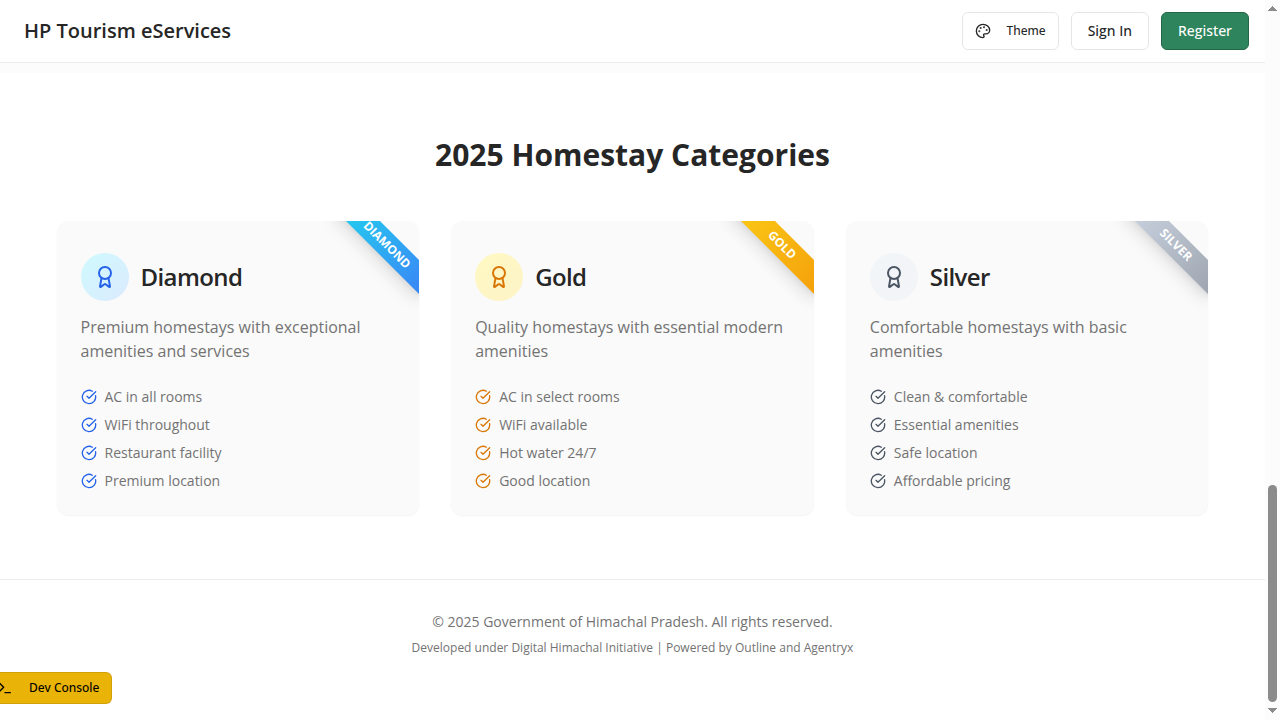 HP Tourism eServices
Theme
Sign In
Register
2025 Homestay Categories
DIAMOND
Diamond
Premium homestays with exceptional
amenities and services
AC in all rooms
WiFi throughout
Restaurant facility
Premium location
GOLD
Gold
Quality homestays with essential modern
amenities
AC in select rooms
WiFi available
Hot water 24/7
Good location
SILVER
Silver
Comfortable homestays with basic
amenities
Clean & comfortable
Essential amenities
Safe location
Affordable pricing
© 2025 Government of Himachal Pradesh. All rights reserved.
Developed under Digital Himachal Initiative | Powered by Outline and Agentryx
Dev Console